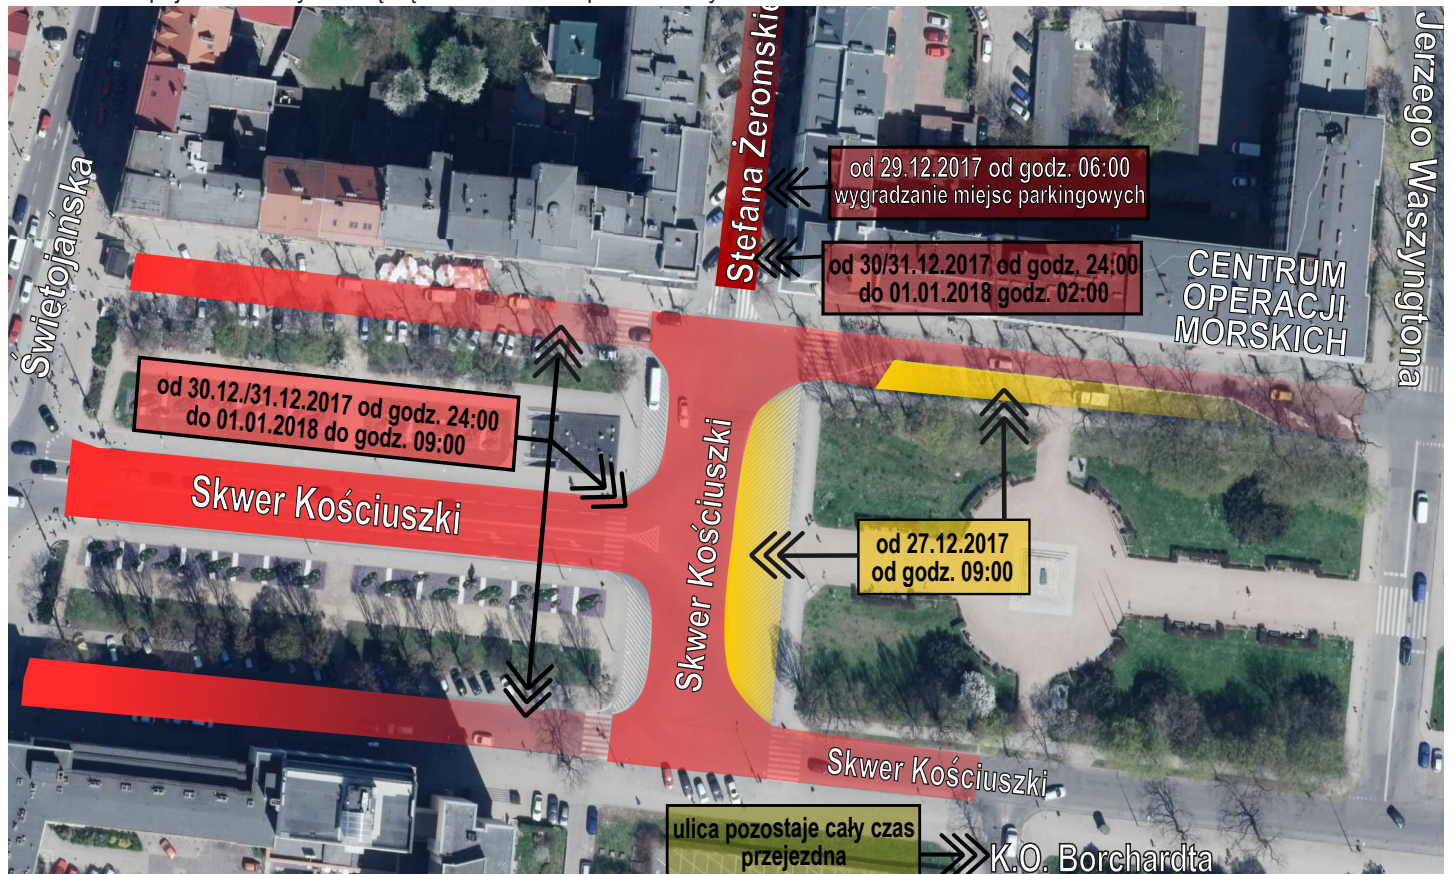 Jerzego Waszyngtona
Stefana Żeromskie
Świętojańska
od 29.12.2017 od godz. 06:00
wygradzanie miejsc parkingowych
od 30/31.12.2017 od godz. 24:00
do 01.01.2018 godz. 02:00
CENTRUM
OPERACJI
MORSKICH
od 30.12./31.12.2017 od godz. 24:00
do 01.01.2018 do godz. 09:00
Skwer Kościuszki
Skwer Kościuszki
od 27.12.2017
od godz. 09:00
Skwer Kościuszki
ulica pozostaje cały czas
przejezdna
K.O. Borchardta